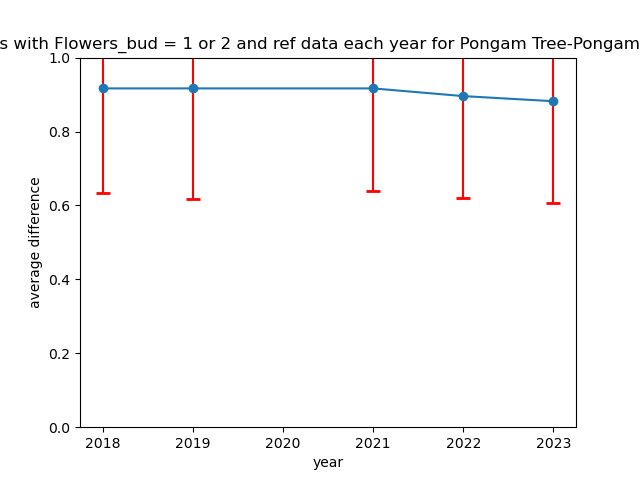 s with Flowers_bud = 1 or 2 and ref data each year for Pongam Tree-Pongam
1.0
0.8
0.6
0.4
0.2
0.0
average difference
2018 2019 2020 2021 2022 2023
year